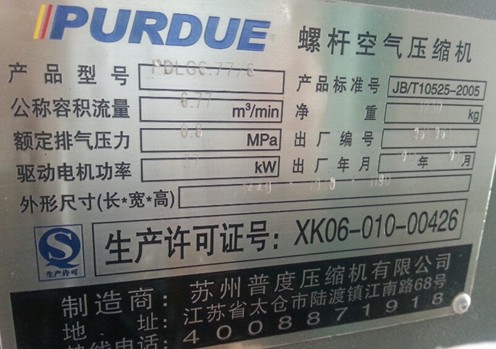 PURDUE 螺杆空气压缩机
产品型号 产品标准号 JB/T10525-2005
公称容积流量 6.77 m³/min 净重 kg
额定排气压力 MPa 出厂编号
驱动电机功率 kW 出厂年月 年 月
外形尺寸(长*宽*高)
生产许可 生产许可证号: XK06-010-00426
制造商: 苏州普度压缩机有限公司
地址: 江苏省太仓市陆渡镇江南路
热线电话: 4008871918